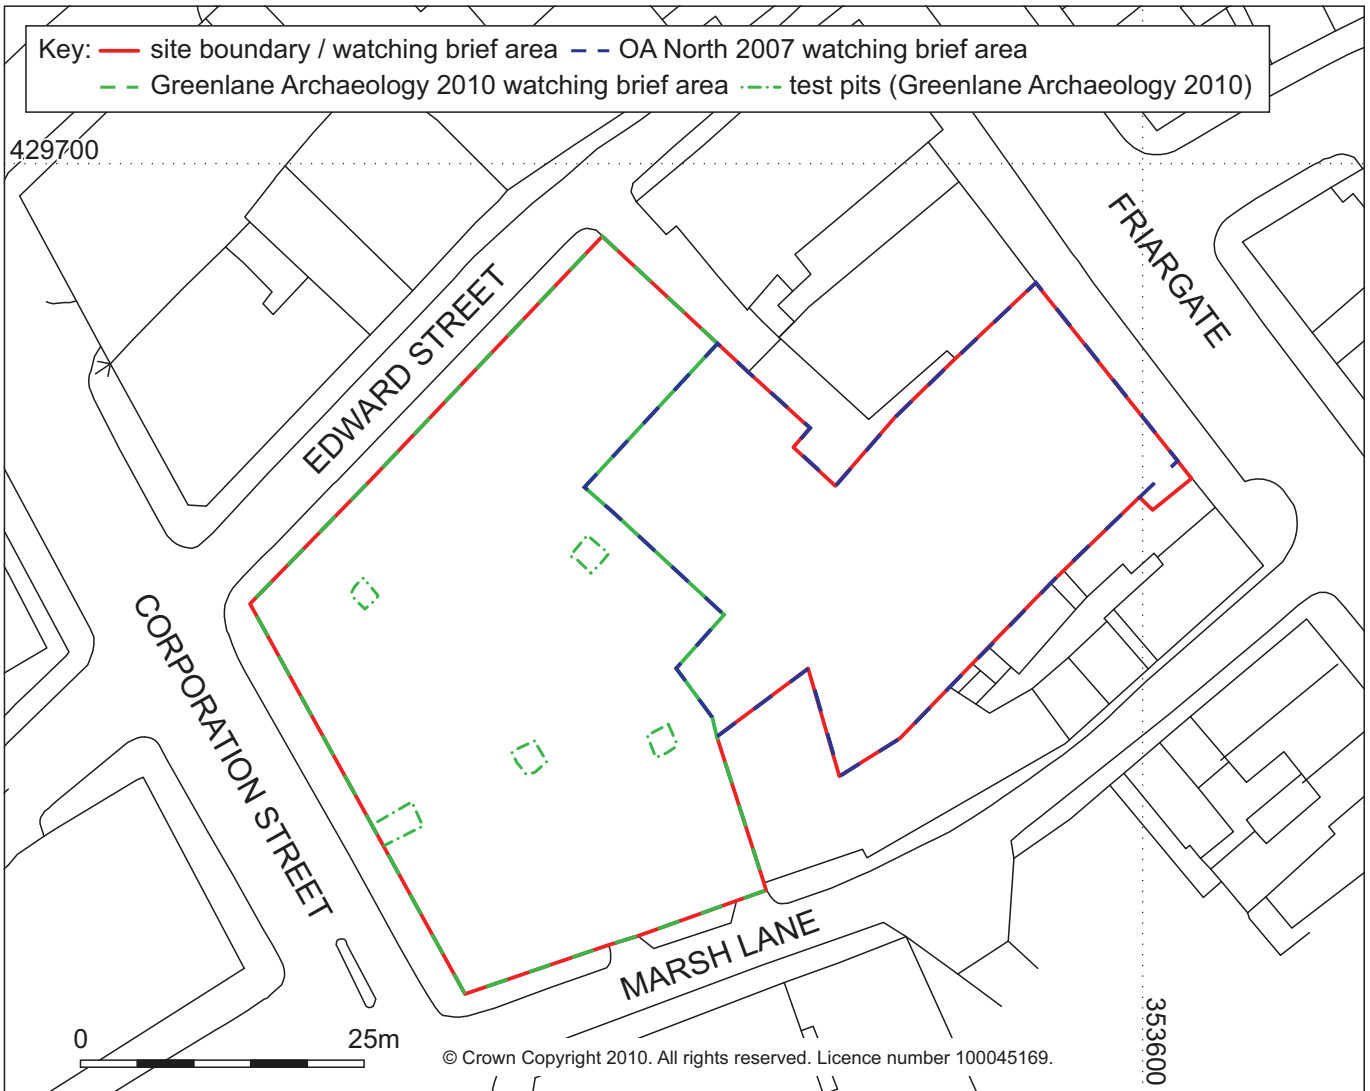 Key: site boundary / watching brief area OA North 2007 watching brief area
Greenlane Archaeology 2010 watching brief area test pits (Greenlane Archaeology 2010)
429700
FRIARGATE
EDWARD STREET
CORPORATION STREET
MARSH LANE
353600
0 25m
© Crown Copyright 2010. All rights reserved. Licence number 100045169.